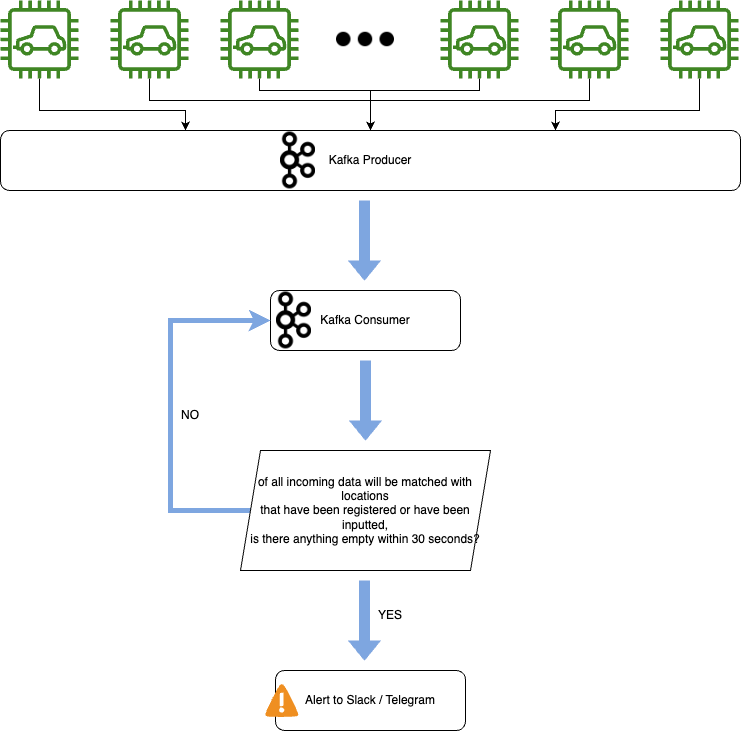 Kafka Producer
Kafka Consumer
NO
of all incoming data will be matched with
locations
that have been registered or have been
inputted,
is there anything empty within 30 seconds?
YES
Alert to Slack / Telegram